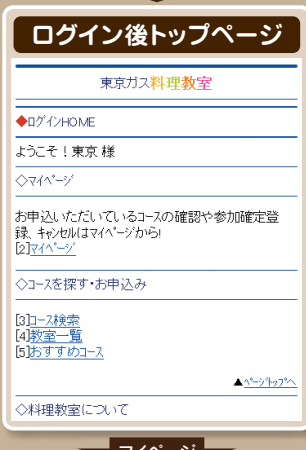 ログイン後トップページ
東京ガス料理教室
◆ログインHOME
ようこそ！東京 様
◇マイページ
お申込いただいているコースの確認や参加確定登
録、キャンセルはマイページから!
[2]マイページ
◇コースを探す・お申込み
[3]コース検索
[4]教室一覧
[5]おすすめコース
▲ページトップへ
◇料理教室について
マイページ